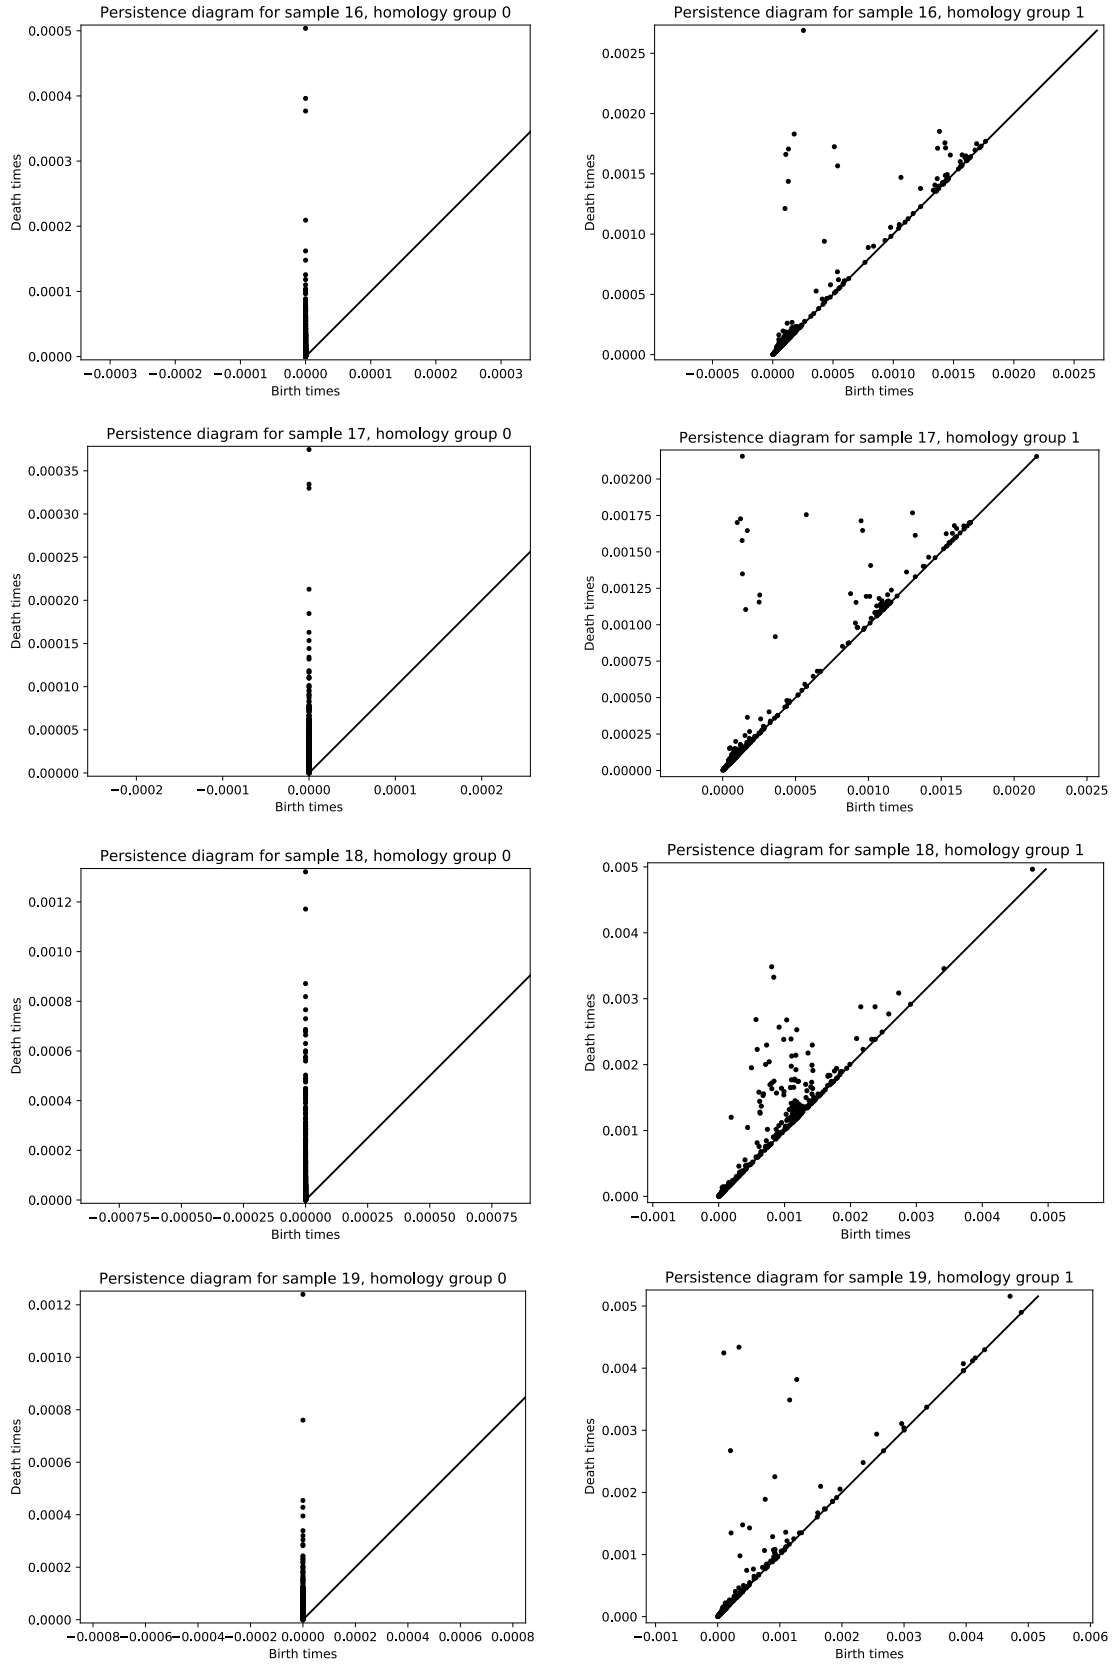 Persistence diagram for sample 16, homology group 0
0.0005
0.0004
0.0003
0.0002
0.0001
0.0000
Death times
−0.0003 −0.0002 −0.0001 0.0000 0.0001 0.0002 0.0003
Birth times
Persistence diagram for sample 16, homology group 1
0.0025
0.0020
0.0015
0.0010
0.0005
0.0000
Death times
−0.0005 0.0000 0.0005 0.0010 0.0015 0.0020 0.0025
Birth times
Persistence diagram for sample 17, homology group 0
0.00035
0.00030
0.00025
0.00020
0.00015
0.00010
0.00005
0.00000
Death times
−0.0002 −0.0001 0.0000 0.0001 0.0002
Birth times
Persistence diagram for sample 17, homology group 1
0.00200
0.00175
0.00150
0.00125
0.00100
0.00075
0.00050
0.00025
0.00000
Death times
0.0000 0.0005 0.0010 0.0015 0.0020 0.0025
Birth times
Persistence diagram for sample 18, homology group 0
0.0012
0.0010
0.0008
0.0006
0.0004
0.0002
0.0000
Death times
−0.00075 −0.00050 −0.00025 0.00000 0.00025 0.00050 0.00075
Birth times
Persistence diagram for sample 18, homology group 1
0.005
0.004
0.003
0.002
0.001
0.000
Death times
−0.001 0.000 0.001 0.002 0.003 0.004 0.005
Birth times
Persistence diagram for sample 19, homology group 0
0.0012
0.0010
0.0008
0.0006
0.0004
0.0002
0.0000
Death times
−0.0008 −0.0006 −0.0004 −0.0002 0.0000 0.0002 0.0004 0.0006 0.0008
Birth times
Persistence diagram for sample 19, homology group 1
0.005
0.004
0.003
0.002
0.001
0.000
Death times
−0.001 0.000 0.001 0.002 0.003 0.004 0.005 0.006
Birth times